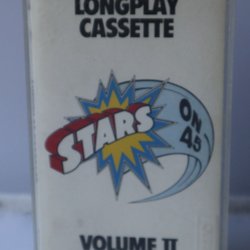 LONGPLAY
CASSETTE
STARS
ON
45
VOLUME II